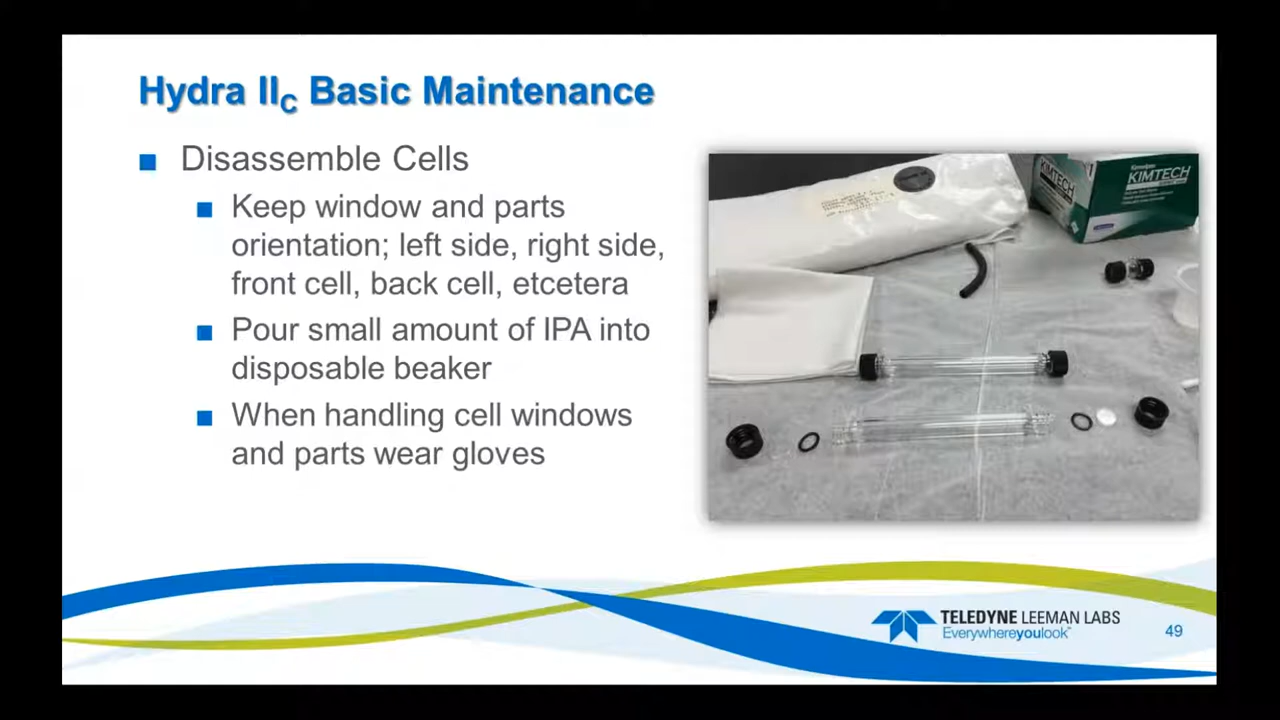 Hydra IIC Basic Maintenance
Disassemble Cells
Keep window and parts
orientation; left side, right side,
front cell, back cell, etcetera
Pour small amount of IPA into
disposable beaker
When handling cell windows
and parts wear gloves
KIMTECH
TELEDYNE LEEMAN LABS
Everywhereyoulook™
49